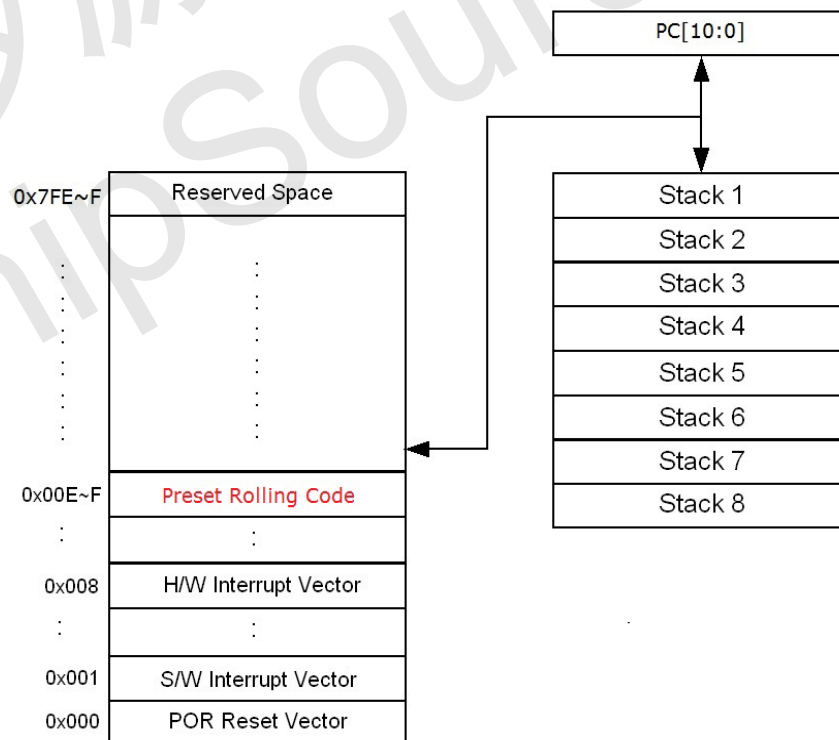 PC[10:0]
0x7FE~F Reserved Space
Stack 1
Stack 2
Stack 3
Stack 4
Stack 5
Stack 6
Stack 7
Stack 8
0x00E~F Preset Rolling Code
0x008 H/W Interrupt Vector
0x001 S/W Interrupt Vector
0x000 POR Reset Vector